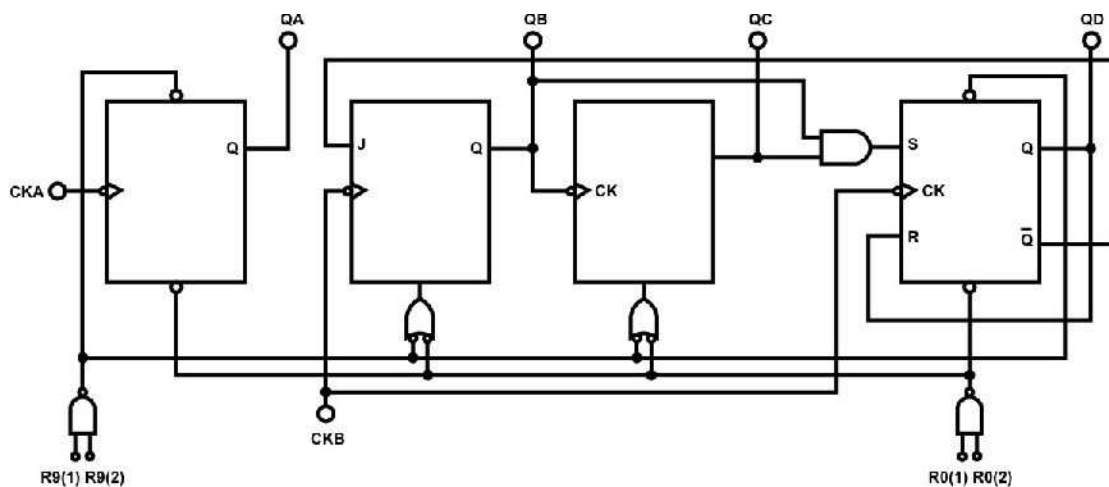 QA
QB
QC
QD
Q
J
Q
S
Q
CKA
CK
CK
R
Q̅
CKB
R9(1) R9(2)
R0(1) R0(2)